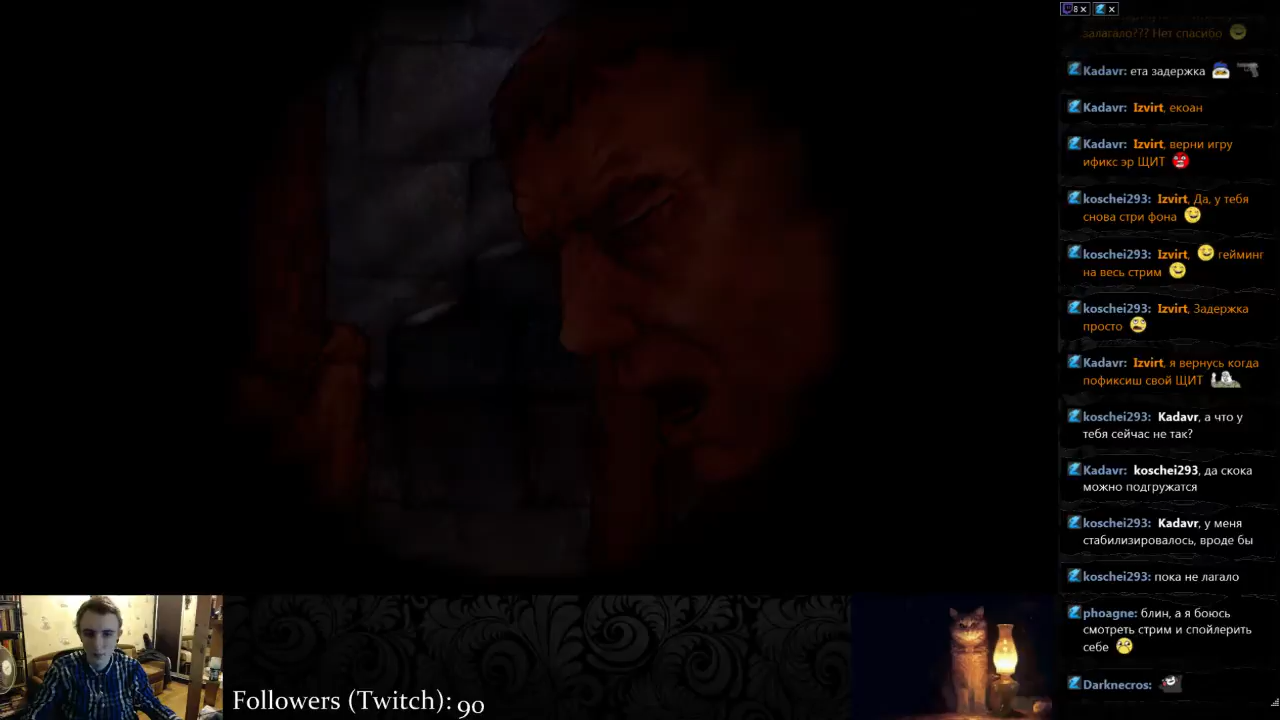 8 ×  ×
залагало??? Нет спасибо
Kadavr: ета задержка
Kadavr: Izvirt, екоан
Kadavr: Izvirt, верни игру
ификс эр ЩИТ
koschei293: Izvirt, Да, у тебя
снова стри фона
koschei293: Izvirt, гейминг
на весь стрим
koschei293: Izvirt, Задержка
просто
Kadavr: Izvirt, я вернусь когда
пофиксиш свой ЩИТ
koschei293: Kadavr, а что у
тебя сейчас не так?
Kadavr: koschei293, да скока
можно подгружатся
koschei293: Kadavr, у меня
стабилизировалось, вроде бы
koschei293: пока не лагало
phoagne: блин, а я боюсь
смотреть стрим и спойлерить
себе
Darknecros:
Followers (Twitch): 90